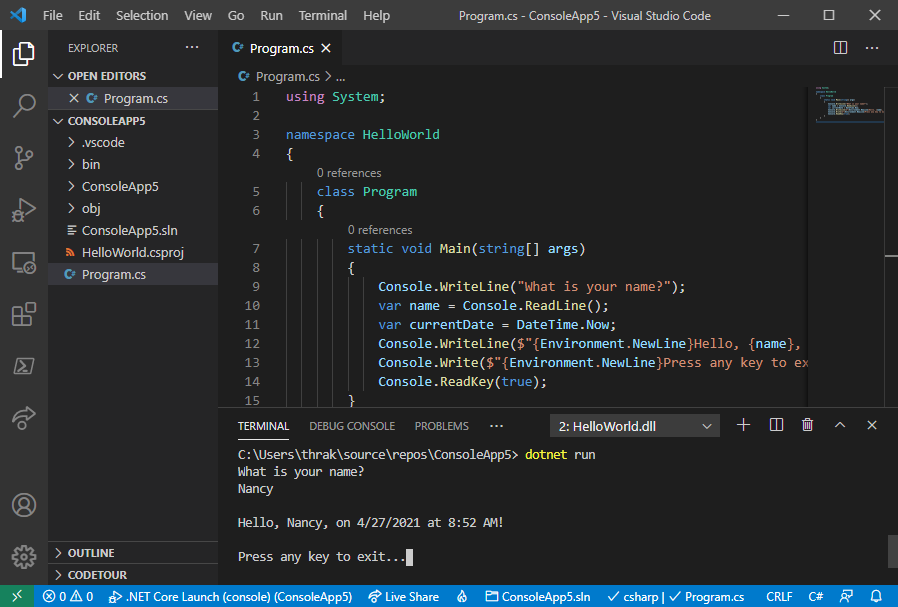 File Edit Selection View Go Run Terminal Help Program.cs - ConsoleApp5 - Visual Studio Code
EXPLORER ...
OPEN EDITORS
Program.cs
CONSOLEAPP5
.vscode
bin
ConsoleApp5
obj
ConsoleApp5.sln
HelloWorld.csproj
Program.cs
OUTLINE
CODETOUR
Program.cs
Program.cs > ...
1 using System;
2
3 namespace HelloWorld
4 {
0 references
5 class Program
6 {
0 references
7 static void Main(string[] args)
8 {
9 Console.WriteLine("What is your name?");
10 var name = Console.ReadLine();
11 var currentDate = DateTime.Now;
12 Console.WriteLine($"{Environment.NewLine}Hello, {name},
13 Console.Write($"{Environment.NewLine}Press any key to ex
14 Console.ReadKey(true);
15 }
TERMINAL DEBUG CONSOLE PROBLEMS ... 2: HelloWorld.dll
C:\Users\thrak\source\repos\ConsoleApp5> dotnet run
What is your name?
Nancy
Hello, Nancy, on 4/27/2021 at 8:52 AM!
Press any key to exit...
0 0 .NET Core Launch (console) (ConsoleApp5) Live Share ConsoleApp5.sln csharp | Program.cs CRLF C#